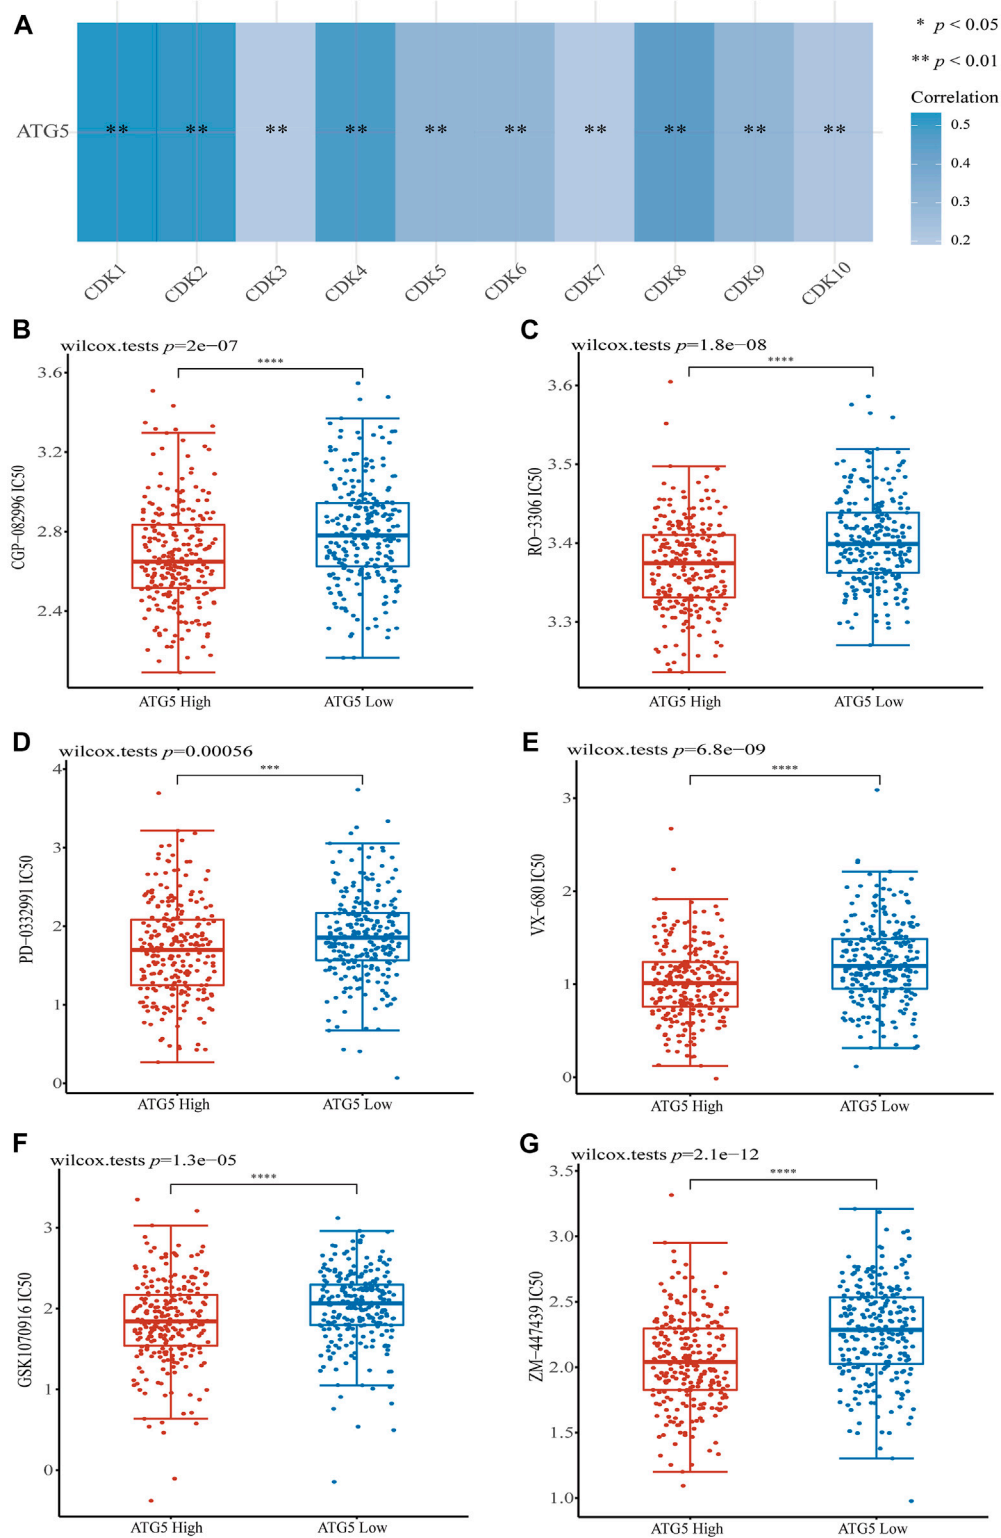 A
* p < 0.05
** p < 0.01
Correlation
0.5
0.4
0.3
0.2
ATG5
** ** ** ** ** ** ** ** ** **
CDK1 CDK2 CDK3 CDK4 CDK5 CDK6 CDK7 CDK8 CDK9 CDK10
B
wilcox.tests p=2e−07
****
CGP−082996 IC50
3.6
3.2
2.8
2.4
ATG5 High ATG5 Low
C
wilcox.tests p=1.8e−08
****
RO−3306 IC50
3.6
3.5
3.4
3.3
ATG5 High ATG5 Low
D
wilcox.tests p=0.00056
***
PD−0332991 IC50
4
3
2
1
0
ATG5 High ATG5 Low
E
wilcox.tests p=6.8e−09
****
VX−680 IC50
3
2
1
0
ATG5 High ATG5 Low
F
wilcox.tests p=1.3e−05
****
GSK1070916 IC50
3
2
1
0
ATG5 High ATG5 Low
G
wilcox.tests p=2.1e−12
****
ZM−447439 IC50
3.5
3.0
2.5
2.0
1.5
1.0
ATG5 High ATG5 Low